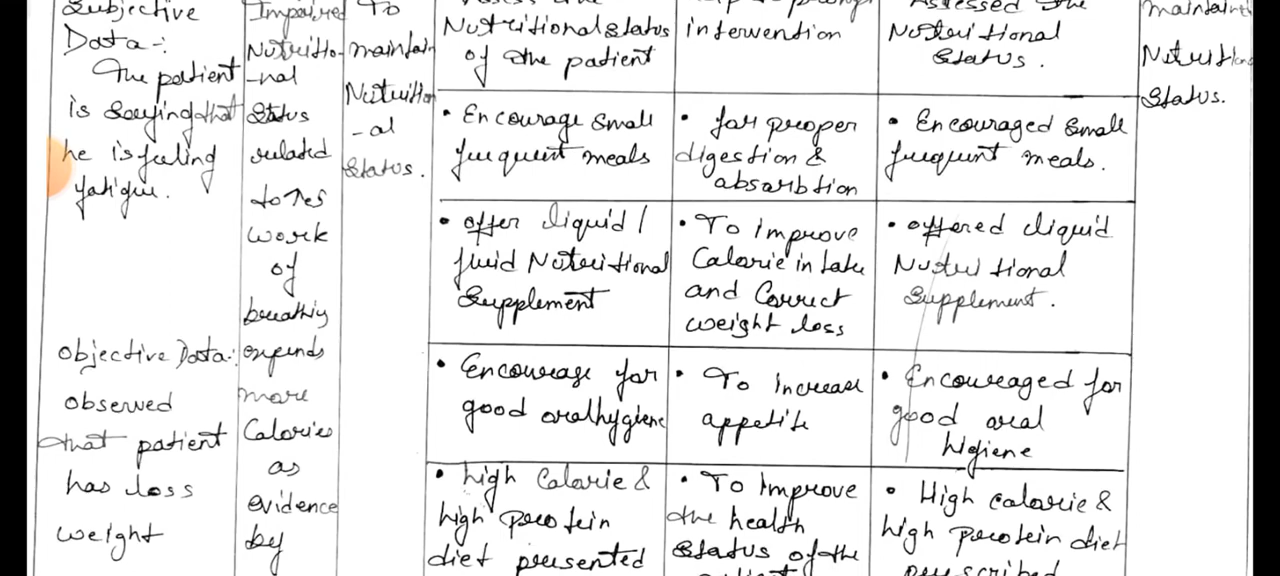 Subjective
Data:-
The patient
is saying that
he is feeling
fatigue.
Objective Data:
observed
that patient
has loss
weight
Impaired
Nutritio-
-nal
Status
related
to res
work
of
breathing
expends
more
Calories
as
evidence
by
To
maintain
Nutrition
-al
Status.
Nutritional status
of the patient
intervention
Assessed the
Nutritional
Status.
maintain
Nutrition
Status.
• Encourage small
frequent meals
• for proper
digestion &
absorbtion
• Encouraged small
frequent meals.
• offer liquid /
fluid Nutritional
Supplement
• To improve
Calorie intake
and Correct
weight loss
• offered liquid
Nutritional
Supplement.
• Encourage for
good oralhygiene
• To increase
appetite
• Encouraged for
good oral
higiene
• high Calorie &
high protein
diet presented
• To Improve
the health
Status of the
• High calorie &
high protein diet
prescribed